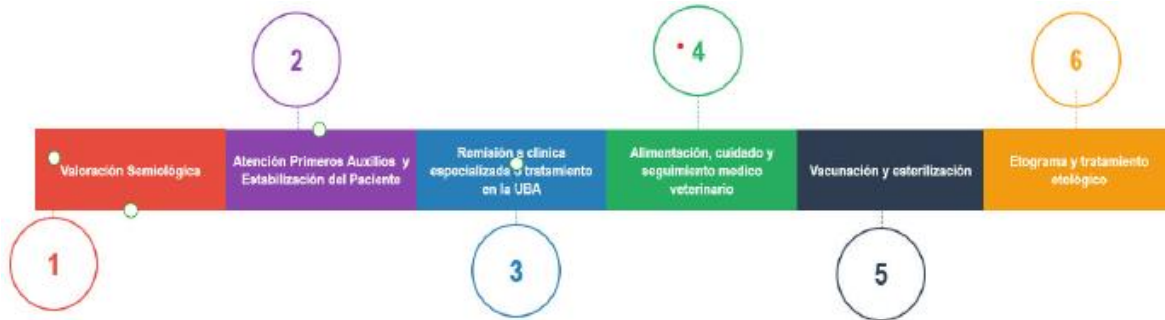 2
4
6
Valoración Semiológica
Atención Primeros Auxilios y
Estabilización del Paciente
Remisión a clinica
especializada o tratamiento
en la UBA
Alimentación, cuidado y
seguimiento medico
veterinario
Vacunación y esterilización
Etograma y tratamiento
etológico
1
3
5